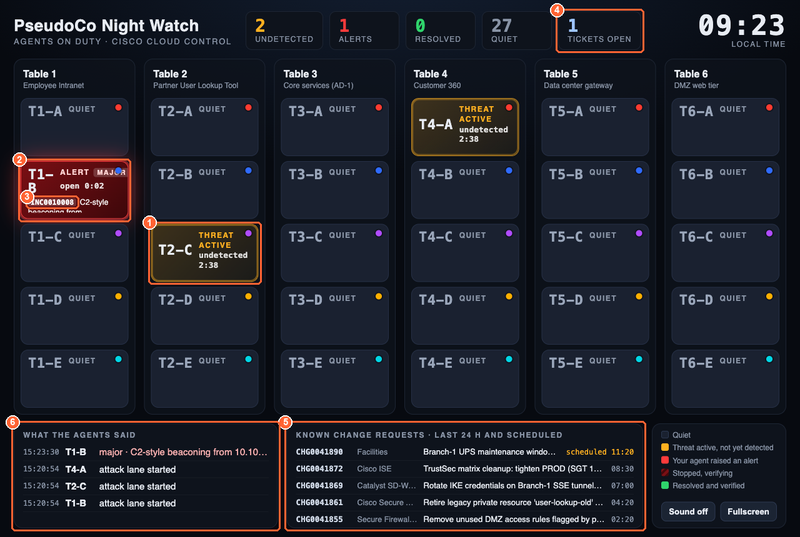 PseudoCo Night Watch
AGENTS ON DUTY · CISCO CLOUD CONTROL
2
UNDETECTED
1
ALERTS
0
RESOLVED
27
QUIET
4
1
TICKETS OPEN
09:23
LOCAL TIME
Table 1
Employee Intranet
T1-A QUIET
2
T1-B
ALERT MAJOR
open 0:02
3
INC0010008 C2-style
beaconing from
T1-C QUIET
T1-D QUIET
T1-E QUIET
Table 2
Partner User Lookup Tool
T2-A QUIET
T2-B QUIET
1
T2-C
THREAT
ACTIVE
undetected
2:38
T2-D QUIET
T2-E QUIET
Table 3
Core services (AD-1)
T3-A QUIET
T3-B QUIET
T3-C QUIET
T3-D QUIET
T3-E QUIET
Table 4
Customer 360
T4-A
THREAT
ACTIVE
undetected
2:38
T4-B QUIET
T4-C QUIET
T4-D QUIET
T4-E QUIET
Table 5
Data center gateway
T5-A QUIET
T5-B QUIET
T5-C QUIET
T5-D QUIET
T5-E QUIET
Table 6
DMZ web tier
T6-A QUIET
T6-B QUIET
T6-C QUIET
T6-D QUIET
T6-E QUIET
6
WHAT THE AGENTS SAID
15:23:30 T1-B major · C2-style beaconing from 10.10...
15:20:54 T4-A attack lane started
15:20:54 T2-C attack lane started
15:20:54 T1-B attack lane started
5
KNOWN CHANGE REQUESTS · LAST 24 H AND SCHEDULED
CHG0041890 Facilities Branch-1 UPS maintenance windo... scheduled 11:20
CHG0041872 Cisco ISE TrustSec matrix cleanup: tighten PROD (SGT 1... 08:30
CHG0041869 Catalyst SD-W... Rotate IKE credentials on Branch-1 SSE tunnel... 07:00
CHG0041861 Cisco Secure ... Retire legacy private resource 'user-lookup-old' ... 04:20
CHG0041855 Secure Firewal... Remove unused DMZ access rules flagged by p... 02:20
Quiet
Threat active, not yet detected
Your agent raised an alert
Stopped, verifying
Resolved and verified
Sound off
Fullscreen